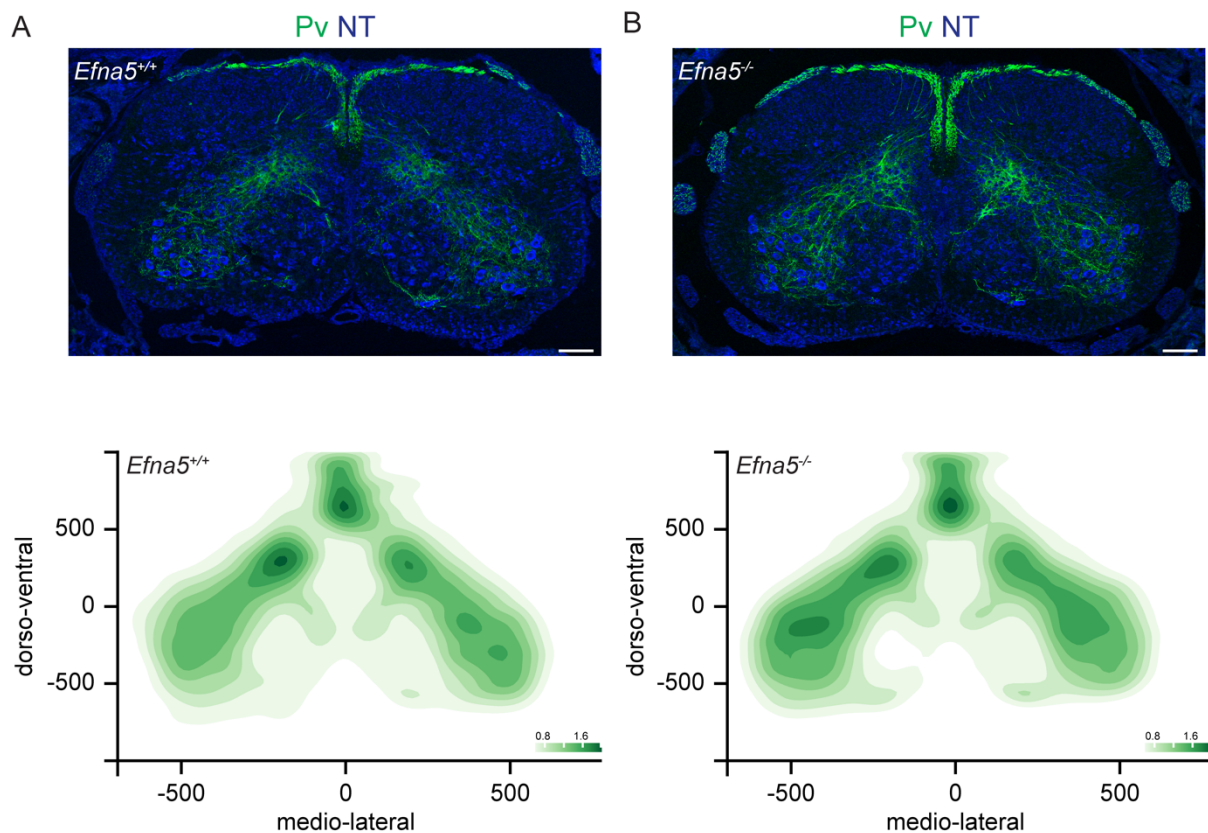 A
Pv NT
Efna5+/+
B
Pv NT
Efna5-/-
Efna5+/+
dorso-ventral
500
0
-500
0.8 1.6
-500 0 500
medio-lateral
Efna5-/-
dorso-ventral
500
0
-500
0.8 1.6
-500 0 500
medio-lateral